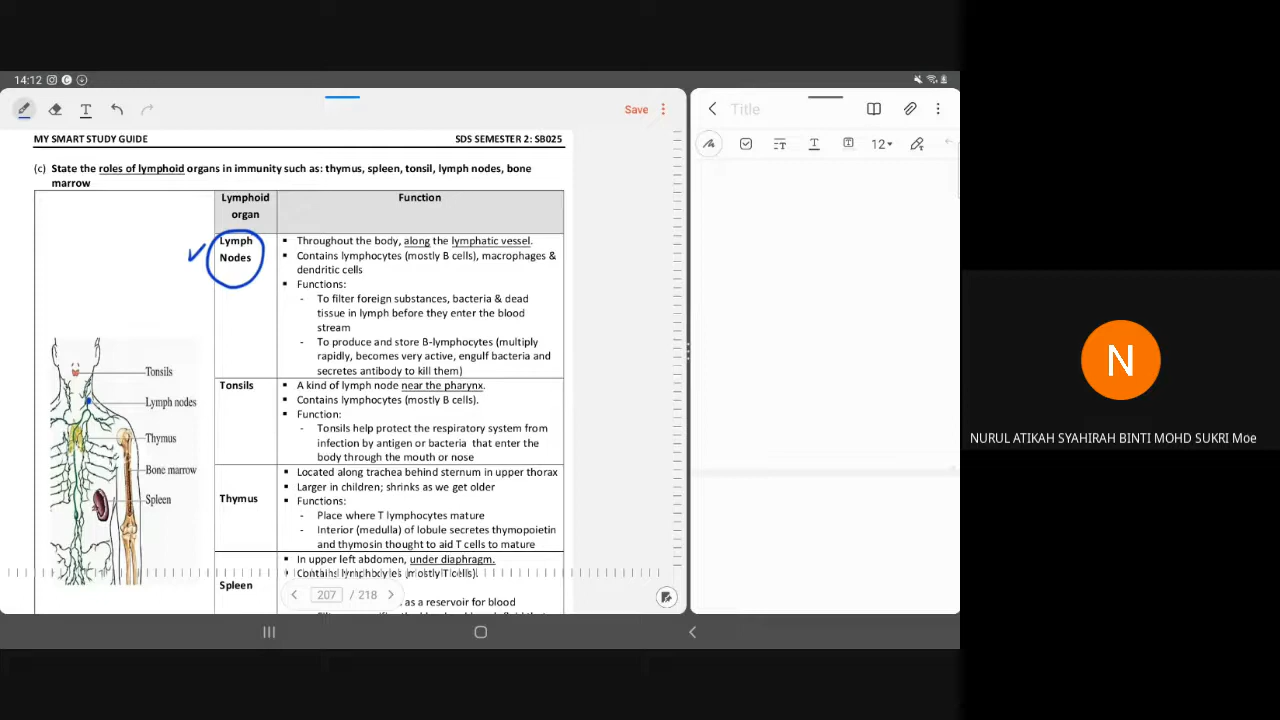 14:12
Save
MY SMART STUDY GUIDE
SDS SEMESTER 2: SB025
(c) State the roles of lymphoid organs in immunity such as: thymus, spleen, tonsil, lymph nodes, bone
marrow
Lymphoid
organ
Function
Lymph
Nodes
▪ Throughout the body, along the lymphatic vessel.
▪ Contains lymphocytes (mostly B cells), macrophages &
dendritic cells
▪ Functions:
- To filter foreign substances, bacteria & dead
tissue in lymph before they enter the blood
stream
- To produce and store B-lymphocytes (multiply
rapidly, becomes very active, engulf bacteria and
secretes antibody to kill them)
Tonsils
▪ A kind of lymph node near the pharynx.
▪ Contains lymphocytes (mostly B cells).
▪ Function:
- Tonsils help protect the respiratory system from
infection by antigen or bacteria that enter the
body through the mouth or nose
Thymus
▪ Located along trachea behind sternum in upper thorax
▪ Larger in children; shrinks as we get older
▪ Functions:
- Place where T lymphocytes mature
- Interior (medulla) of lobule secretes thymopoietin
and thymosin thought to aid T cells to mature
Spleen
▪ In upper left abdomen, under diaphragm.
▪ Contains lymphocytes (mostly T cells).
as a reservoir for blood
Tonsils
Lymph nodes
Thymus
Bone marrow
Spleen
207 / 218
Title
12
N
NURUL ATIKAH SYAHIRAH BINTI MOHD SUKRI Moe